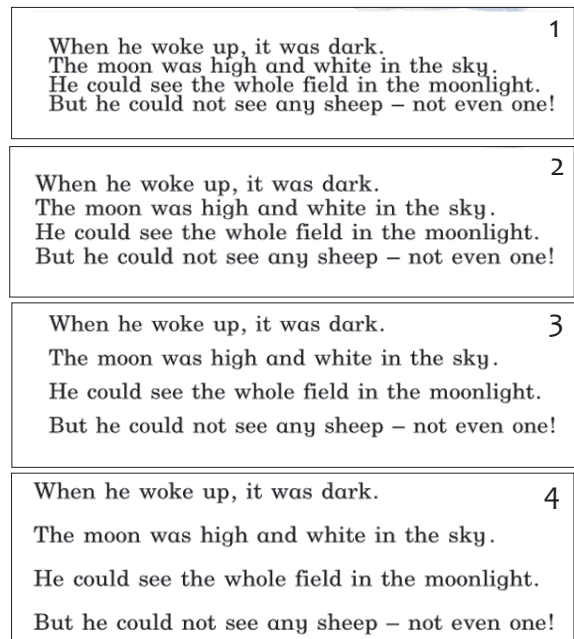 1
When he woke up, it was dark.
The moon was high and white in the sky.
He could see the whole field in the moonlight.
But he could not see any sheep – not even one!
2
When he woke up, it was dark.
The moon was high and white in the sky.
He could see the whole field in the moonlight.
But he could not see any sheep – not even one!
3
When he woke up, it was dark.
The moon was high and white in the sky.
He could see the whole field in the moonlight.
But he could not see any sheep – not even one!
4
When he woke up, it was dark.
The moon was high and white in the sky.
He could see the whole field in the moonlight.
But he could not see any sheep – not even one!